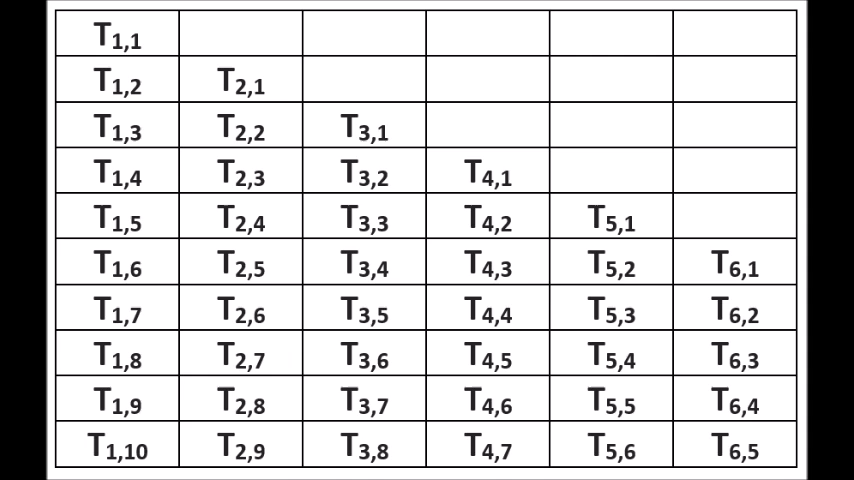 T1,1
T1,2 T2,1
T1,3 T2,2 T3,1
T1,4 T2,3 T3,2 T4,1
T1,5 T2,4 T3,3 T4,2 T5,1
T1,6 T2,5 T3,4 T4,3 T5,2 T6,1
T1,7 T2,6 T3,5 T4,4 T5,3 T6,2
T1,8 T2,7 T3,6 T4,5 T5,4 T6,3
T1,9 T2,8 T3,7 T4,6 T5,5 T6,4
T1,10 T2,9 T3,8 T4,7 T5,6 T6,5